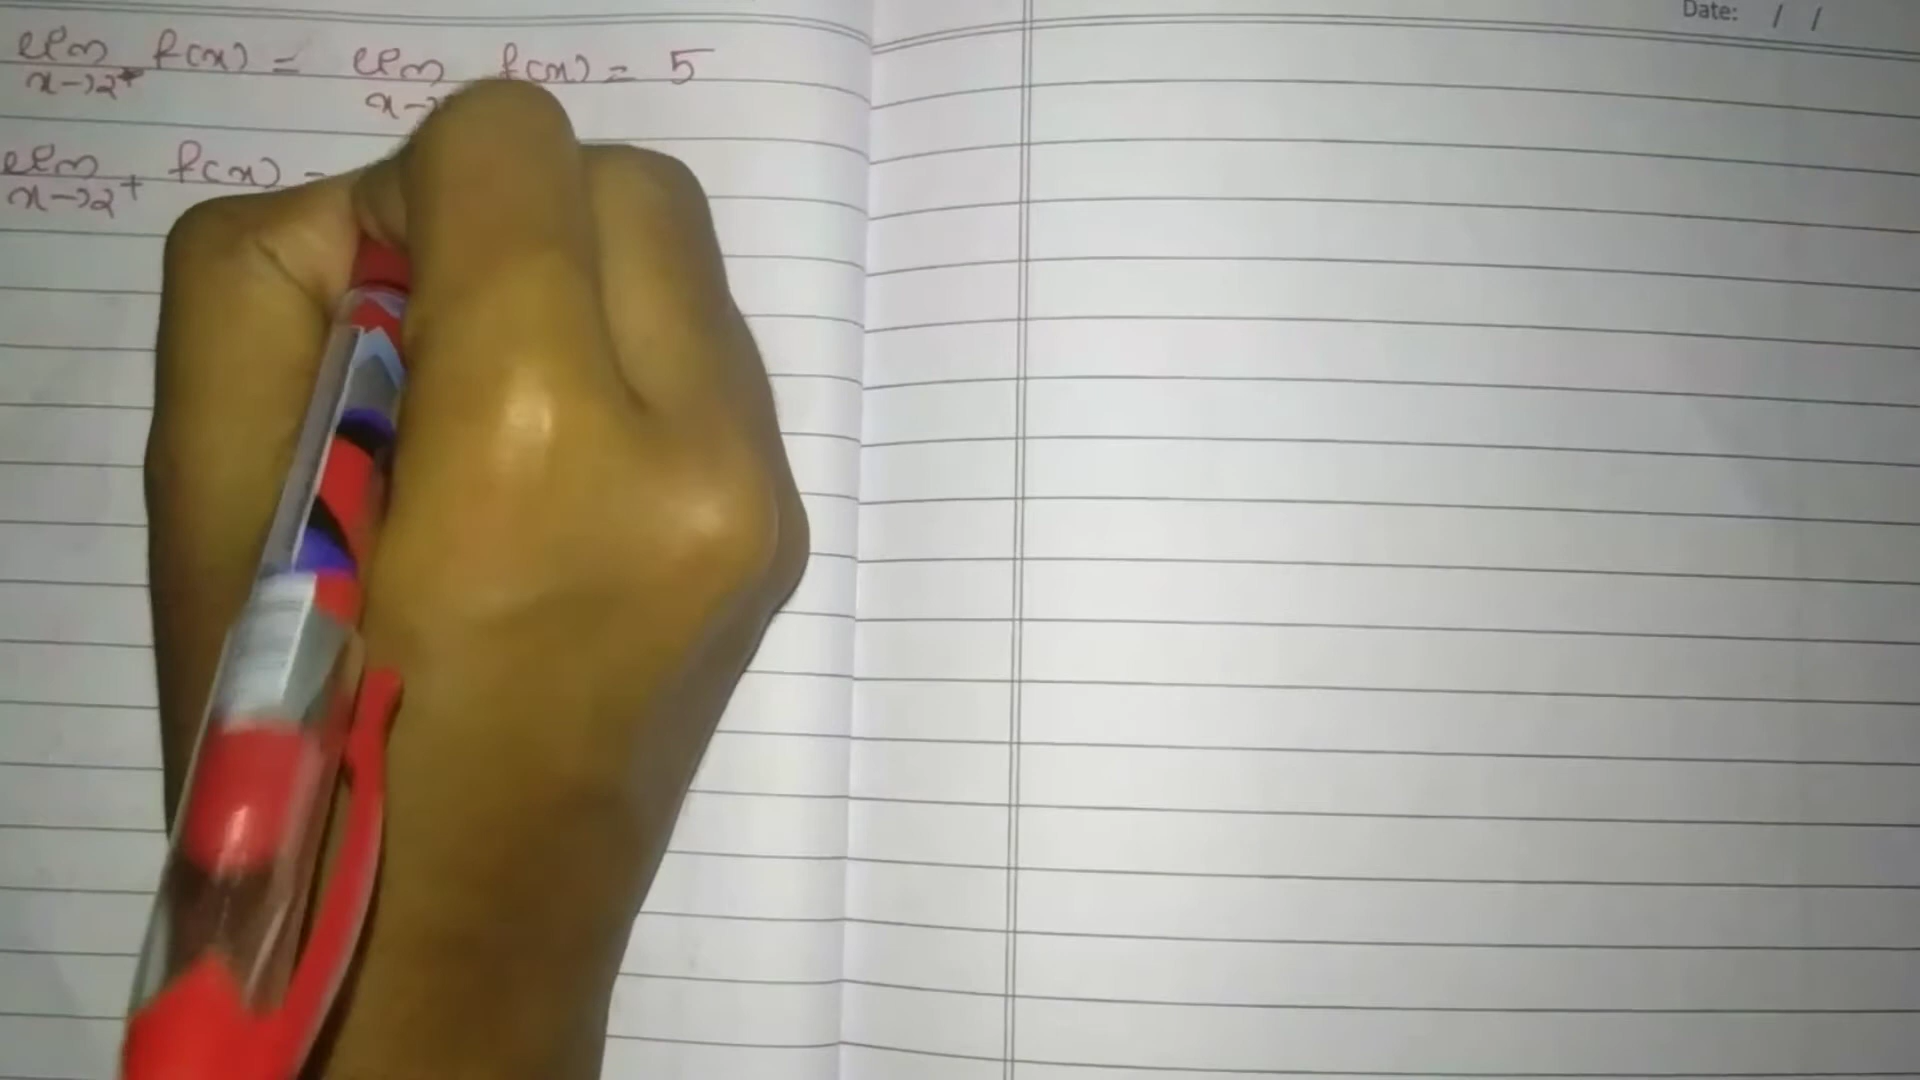 Date: / /
lim f(x) = lim f(x) = 5
x→2⁺ x→
lim f(x) =
x→2⁺